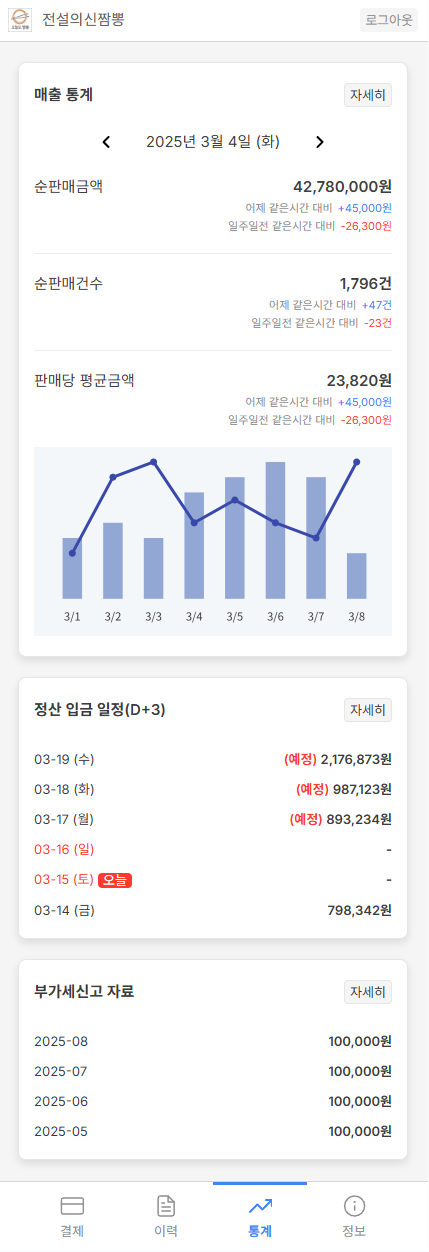 전설의신짬뽕 로그아웃
매출 통계 자세히
2025년 3월 4일 (화)
순판매금액 42,780,000원
어제 같은시간 대비 +45,000원
일주일전 같은시간 대비 -26,300원
순판매건수 1,796건
어제 같은시간 대비 +47건
일주일전 같은시간 대비 -23건
판매당 평균금액 23,820원
어제 같은시간 대비 +45,000원
일주일전 같은시간 대비 -26,300원
3/1 3/2 3/3 3/4 3/5 3/6 3/7 3/8
정산 입금 일정(D+3) 자세히
03-19 (수) (예정) 2,176,873원
03-18 (화) (예정) 987,123원
03-17 (월) (예정) 893,234원
03-16 (일) -
03-15 (토) 오늘 -
03-14 (금) 798,342원
부가세신고 자료 자세히
2025-08 100,000원
2025-07 100,000원
2025-06 100,000원
2025-05 100,000원
결제 이력 통계 정보